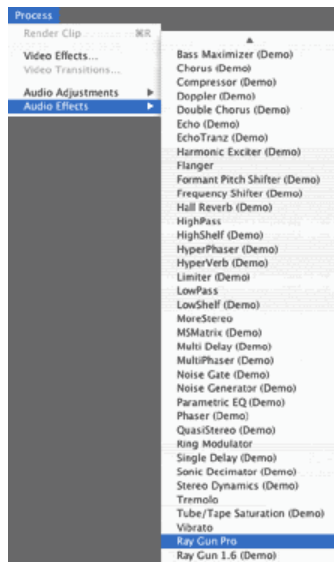 Process
Render Clip ⌘R
Video Effects...
Video Transitions...
Audio Adjustments
Audio Effects
Bass Maximizer (Demo)
Chorus (Demo)
Compressor (Demo)
Doppler (Demo)
Double Chorus (Demo)
Echo (Demo)
EchoTranz (Demo)
Harmonic Exciter (Demo)
Flanger
Formant Pitch Shifter (Demo)
Frequency Shifter (Demo)
Hall Reverb (Demo)
HighPass
HighShelf (Demo)
HyperPhaser (Demo)
HyperVerb (Demo)
Limiter (Demo)
LowPass
LowShelf (Demo)
MoreStereo
MSMatrix (Demo)
Multi Delay (Demo)
MultiPhaser (Demo)
Noise Gate (Demo)
Noise Generator (Demo)
Parametric EQ (Demo)
Phaser (Demo)
QuasiStereo (Demo)
Ring Modulator
Single Delay (Demo)
Sonic Decimator (Demo)
Stereo Dynamics (Demo)
Tremolo
Tube/Tape Saturation (Demo)
Vibrato
Ray Gun Pro
Ray Gun 1.6 (Demo)